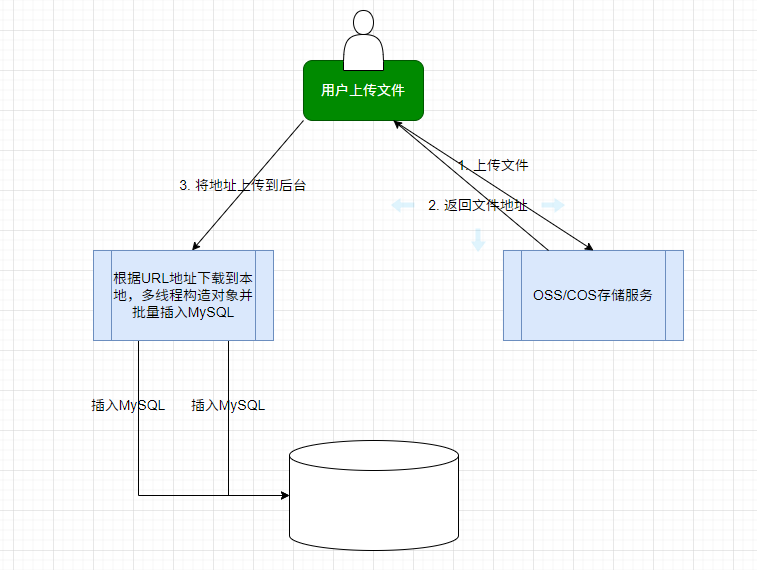 用户上传文件
1. 上传文件
3. 将地址上传到后台
2. 返回文件地址
根据URL地址下载到本
地，多线程构造对象并
批量插入MySQL
OSS/COS存储服务
插入MySQL
插入MySQL